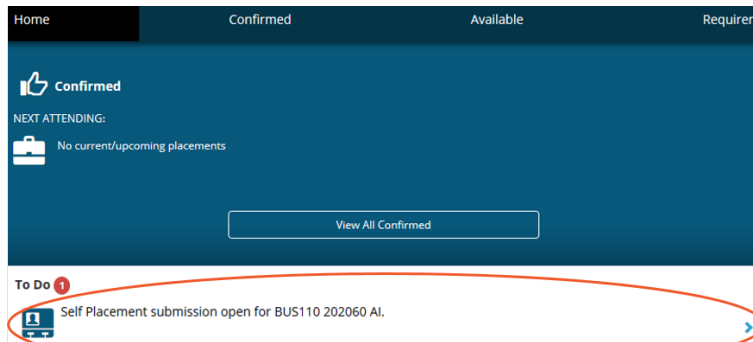 Home Confirmed Available
Confirmed
NEXT ATTENDING:
No current/upcoming placements
View All Confirmed
To Do 1
Self Placement submission open for BUS110 202060 AI.